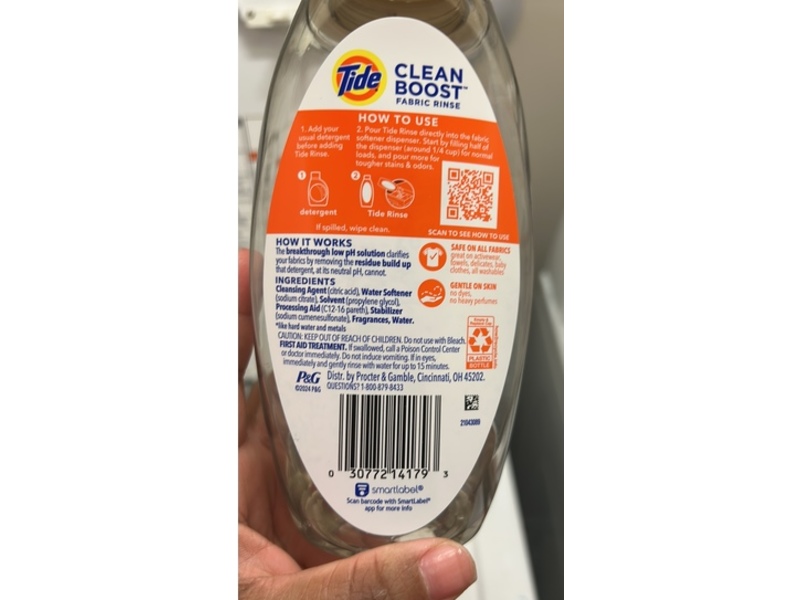 Tide
CLEAN
BOOST™
FABRIC RINSE
HOW TO USE
1. Add your
usual detergent
before adding
Tide Rinse.
2. Pour Tide Rinse directly into the fabric
softener dispenser. Start by filling half of
the dispenser (around 1/4 cup) for normal
loads, and pour more for
tougher stains & odors.
1
2
detergent
Tide Rinse
If spilled, wipe clean.
SCAN TO SEE HOW TO USE
HOW IT WORKS
The breakthrough low pH solution clarifies
your fabrics by removing the residue build up
that detergent, at its neutral pH, cannot.
INGREDIENTS
Cleansing Agent (citric acid), Water Softener
(sodium citrate), Solvent (propylene glycol),
Processing Aid (C12-16 pareth), Stabilizer
(sodium cumenesulfonate), Fragrances, Water.
*like hard water and metals
SAFE ON ALL FABRICS
great on activewear,
towels, delicates, baby
clothes, all washables
GENTLE ON SKIN
no dyes,
no heavy perfumes
CAUTION: KEEP OUT OF REACH OF CHILDREN. Do not use with Bleach.
FIRST AID TREATMENT. If swallowed, call a Poison Control Center
or doctor immediately. Do not induce vomiting. If in eyes,
immediately and gently rinse with water for up to 15 minutes.
PLASTIC
BOTTLE
P&G
©2024 P&G
Distr. by Procter & Gamble, Cincinnati, OH 45202.
QUESTIONS? 1-800-879-8433
21043089
0 30772 14179 3
smartlabel®
Scan barcode with SmartLabel®
app for more info